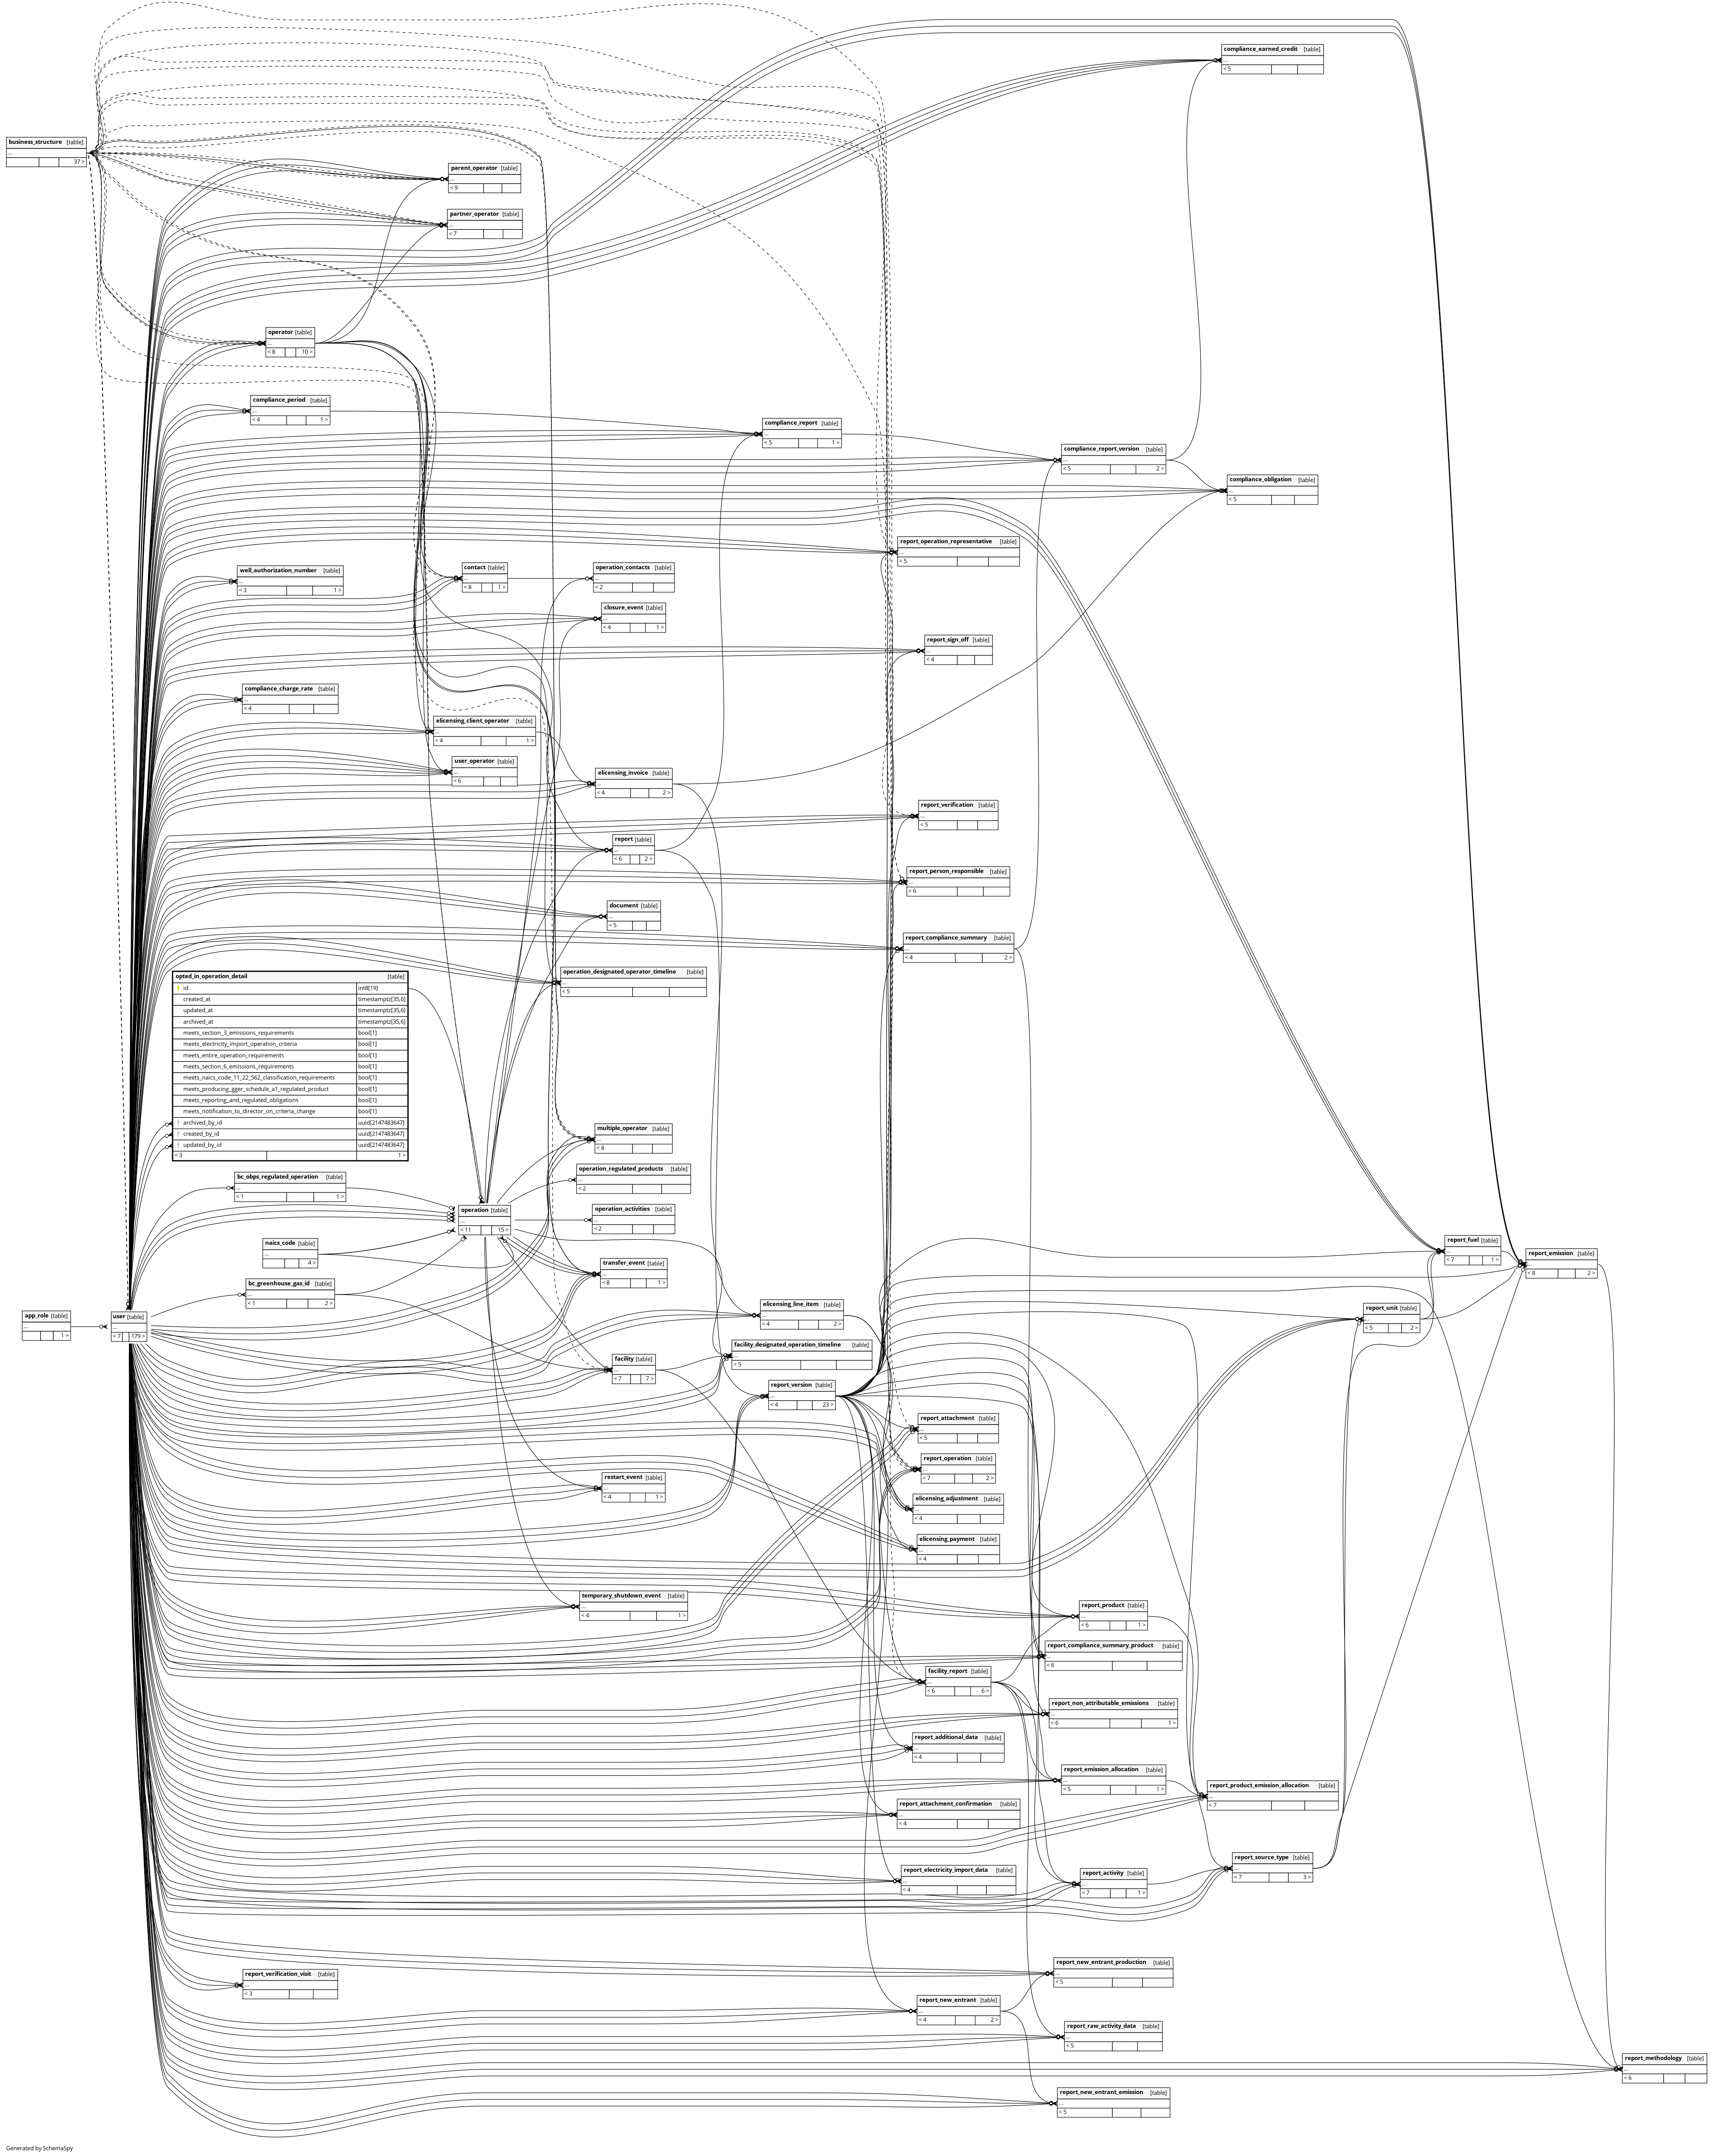 compliance_earned_credit [table]
...
< 5
business_structure [table]
...
37 >
parent_operator [table]
...
< 9
partner_operator [table]
...
< 7
operator [table]
...
< 8 10 >
compliance_period [table]
...
< 4 1 >
compliance_report [table]
...
< 5 1 >
compliance_report_version [table]
...
< 5 2 >
compliance_obligation [table]
...
< 5
report_operation_representative [table]
...
< 5
well_authorization_number [table]
...
< 3 1 >
contact [table]
...
< 8 1 >
operation_contacts [table]
...
< 2
closure_event [table]
...
< 4 1 >
report_sign_off [table]
...
< 4
compliance_charge_rate [table]
...
< 4
elicensing_client_operator [table]
...
< 4 1 >
user_operator [table]
...
< 6
elicensing_invoice [table]
...
< 4 2 >
report_verification [table]
...
< 5
report [table]
...
< 6 2 >
report_person_responsible [table]
...
< 6
document [table]
...
< 5
report_compliance_summary [table]
...
< 4 2 >
operation_designated_operator_timeline [table]
...
< 5
opted_in_operation_detail [table]
id int8[19]
created_at timestamptz[35,6]
updated_at timestamptz[35,6]
archived_at timestamptz[35,6]
meets_section_3_emissions_requirements bool[1]
meets_electricity_import_operation_criteria bool[1]
meets_entire_operation_requirements bool[1]
meets_section_6_emissions_requirements bool[1]
meets_naics_code_11_22_562_classification_requirements bool[1]
meets_producing_gger_schedule_a1_regulated_product bool[1]
meets_reporting_and_regulated_obligations bool[1]
meets_notification_to_director_on_criteria_change bool[1]
archived_by_id uuid[2147483647]
created_by_id uuid[2147483647]
updated_by_id uuid[2147483647]
< 3 1 >
multiple_operator [table]
...
< 8
operation_regulated_products [table]
...
< 2
bc_obps_regulated_operation [table]
...
< 1 1 >
operation [table]
...
< 11 15 >
operation_activities [table]
...
< 2
naics_code [table]
...
4 >
transfer_event [table]
...
< 8 1 >
report_fuel [table]
...
< 7 1 >
report_emission [table]
...
< 8 2 >
bc_greenhouse_gas_id [table]
...
< 1 2 >
app_role [table]
...
1 >
user [table]
...
< 7 179 >
elicensing_line_item [table]
...
< 4 2 >
report_unit [table]
...
< 5 2 >
facility_designated_operation_timeline [table]
...
< 5
facility [table]
...
< 7 7 >
report_version [table]
...
< 4 23 >
report_attachment [table]
...
< 5
report_operation [table]
...
< 7 2 >
restart_event [table]
...
< 4 1 >
elicensing_adjustment [table]
...
< 4
elicensing_payment [table]
...
< 4
temporary_shutdown_event [table]
...
< 4 1 >
report_product [table]
...
< 6 1 >
report_compliance_summary_product [table]
...
< 6
facility_report [table]
...
< 6 6 >
report_non_attributable_emissions [table]
...
< 6 1 >
report_additional_data [table]
...
< 4
report_emission_allocation [table]
...
< 5 1 >
report_product_emission_allocation [table]
...
< 7
report_attachment_confirmation [table]
...
< 4
report_source_type [table]
...
< 7 3 >
report_electricity_import_data [table]
...
< 4
report_activity [table]
...
< 7 1 >
report_new_entrant_production [table]
...
< 5
report_verification_visit [table]
...
< 3
report_new_entrant [table]
...
< 4 2 >
report_raw_activity_data [table]
...
< 5
report_methodology [table]
...
< 6
report_new_entrant_emission [table]
...
< 5
Generated by SchemaSpy